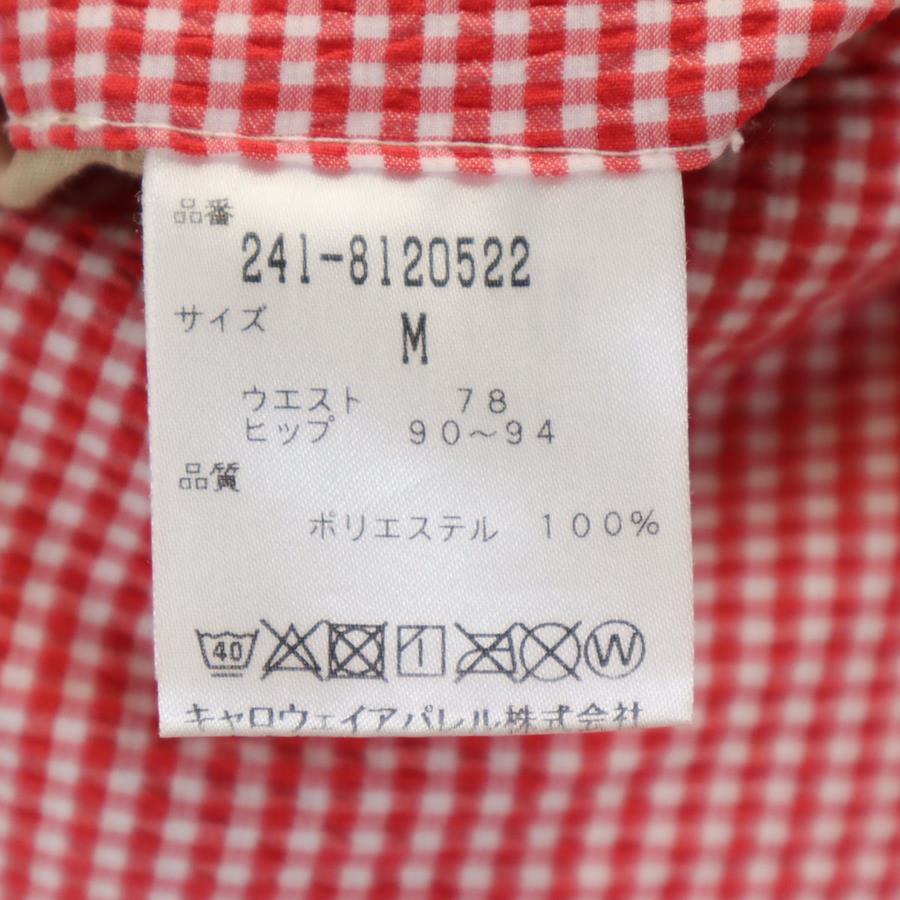 品番
241-8120522
サイズ
M
ウエスト 78
ヒップ 90～94
品質
ポリエステル 100%
40 W
キャロウェイアパレル株式会社